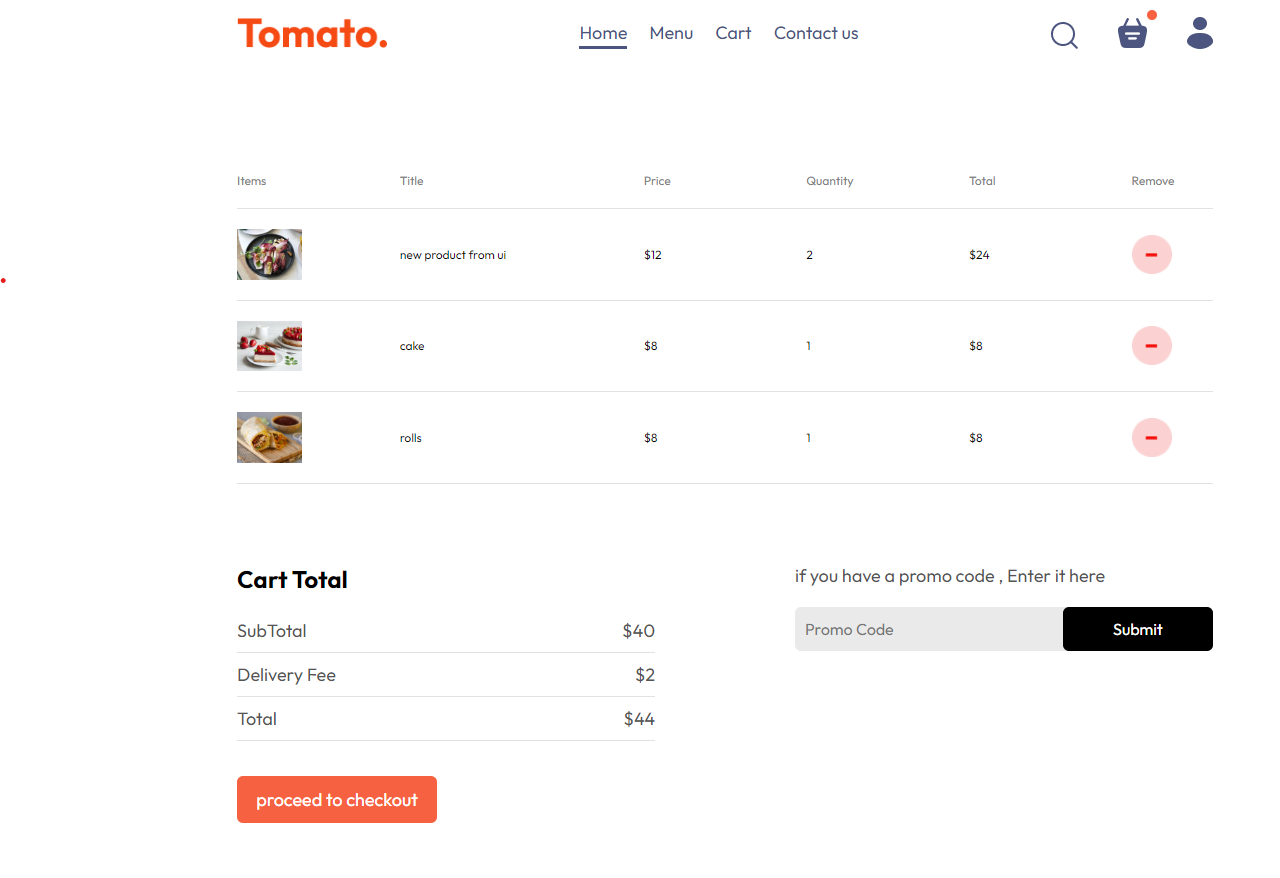 Tomato.
Home Menu Cart Contact us
Items Title Price Quantity Total Remove
new product from ui $12 2 $24
cake $8 1 $8
rolls $8 1 $8
Cart Total
SubTotal $40
Delivery Fee $2
Total $44
proceed to checkout
if you have a promo code , Enter it here
Promo Code Submit